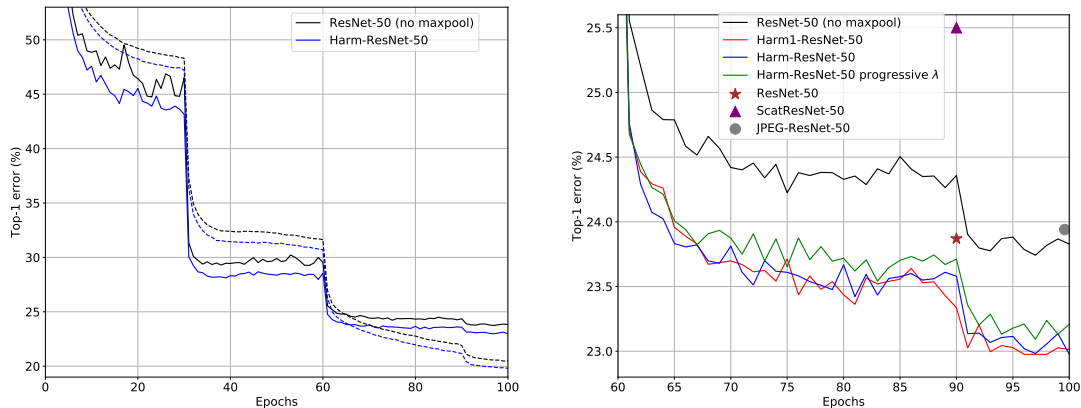 Top-1 error (%)
50
45
40
35
30
25
20
0
20
40
60
80
100
Epochs
ResNet-50 (no maxpool)
Harm-ResNet-50
Top-1 error (%)
25.5
25.0
24.5
24.0
23.5
23.0
60
65
70
75
80
85
90
95
100
Epochs
ResNet-50 (no maxpool)
Harm1-ResNet-50
Harm-ResNet-50
Harm-ResNet-50 progressive λ
ResNet-50
ScatResNet-50
JPEG-ResNet-50